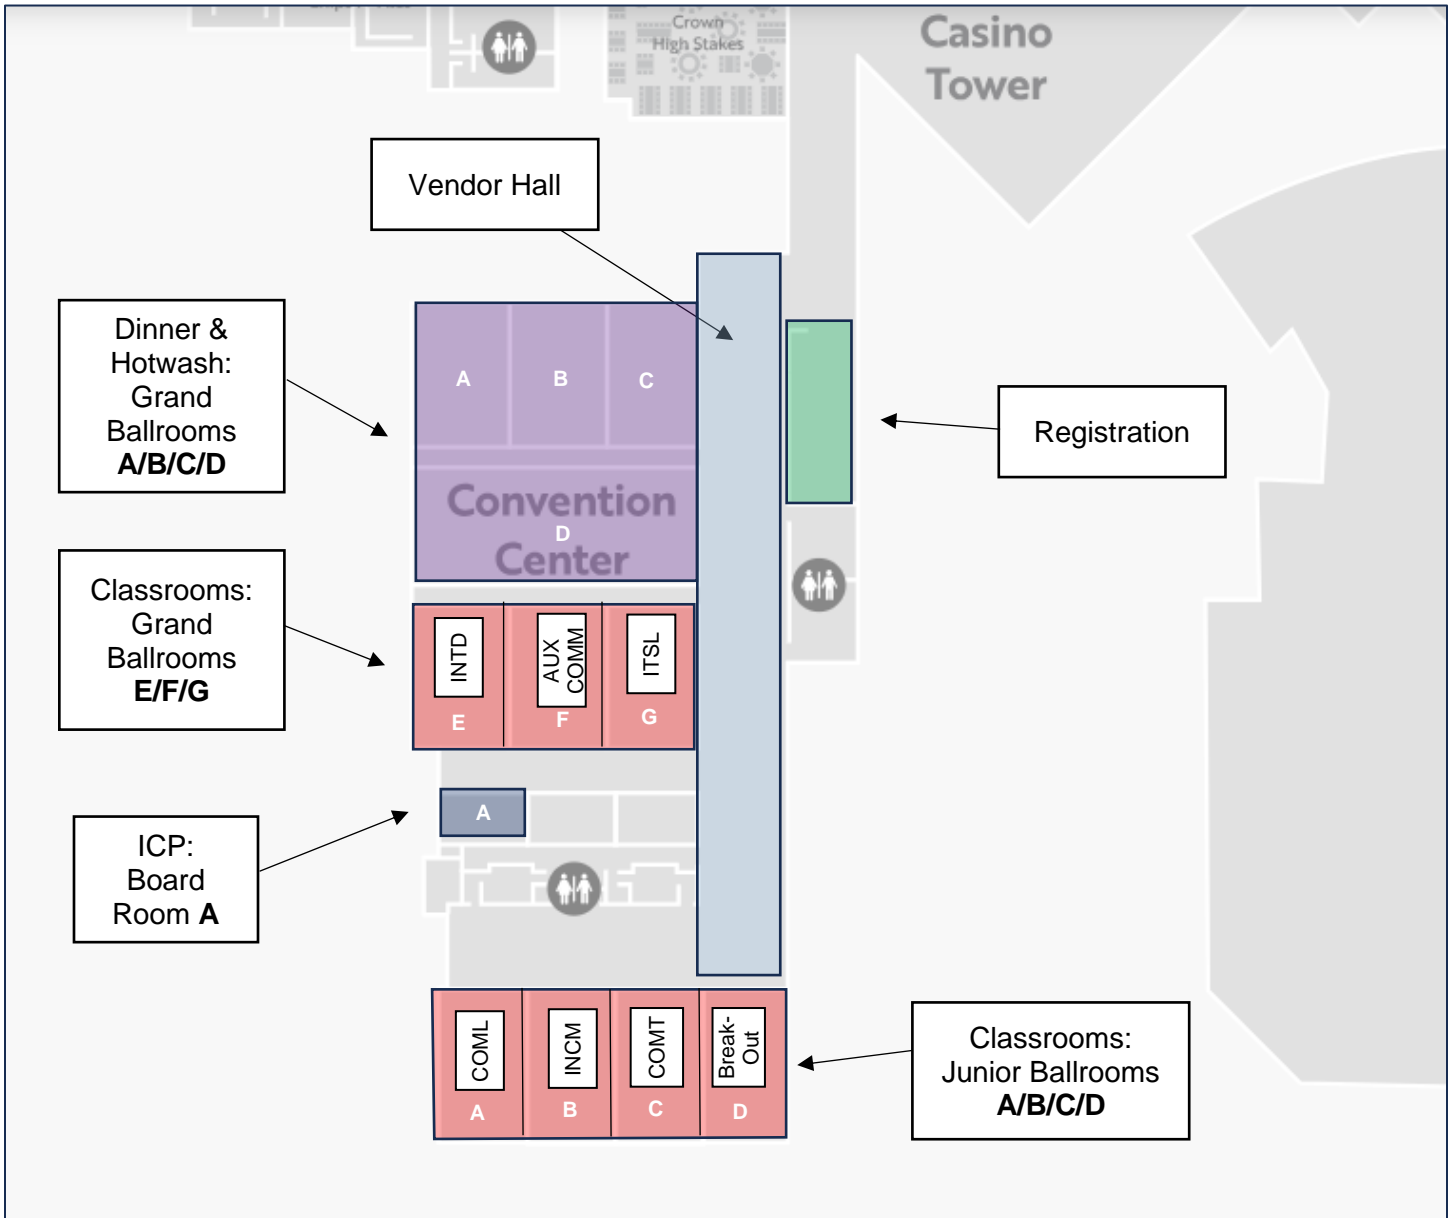 Crown
High Stakes
Casino
Tower
Vendor Hall
Dinner &
Hotwash:
Grand
Ballrooms
A/B/C/D
A
B
C
Registration
Convention
D
Center
Classrooms:
Grand
Ballrooms
E/F/G
INTD
AUX
COMM
ITSL
E
F
G
A
ICP:
Board
Room A
COML
INCM
COMT
Break-
Out
A
B
C
D
Classrooms:
Junior Ballrooms
A/B/C/D